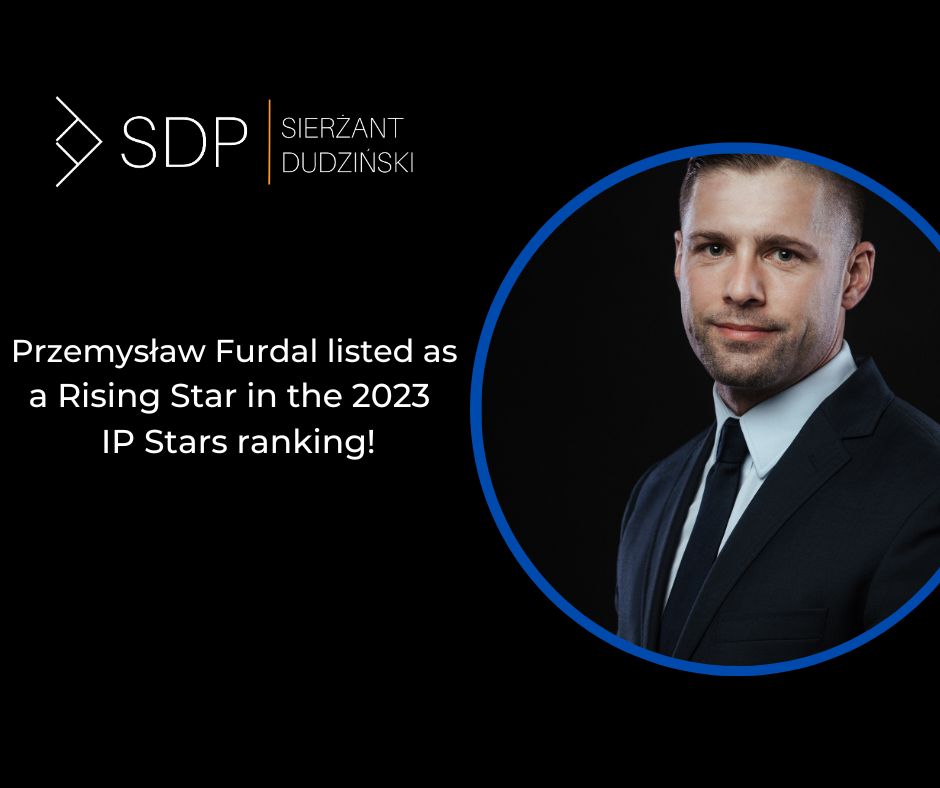 SDP
SIERŻANT
DUDZIŃSKI
Przemysław Furdal listed as
a Rising Star in the 2023
IP Stars ranking!